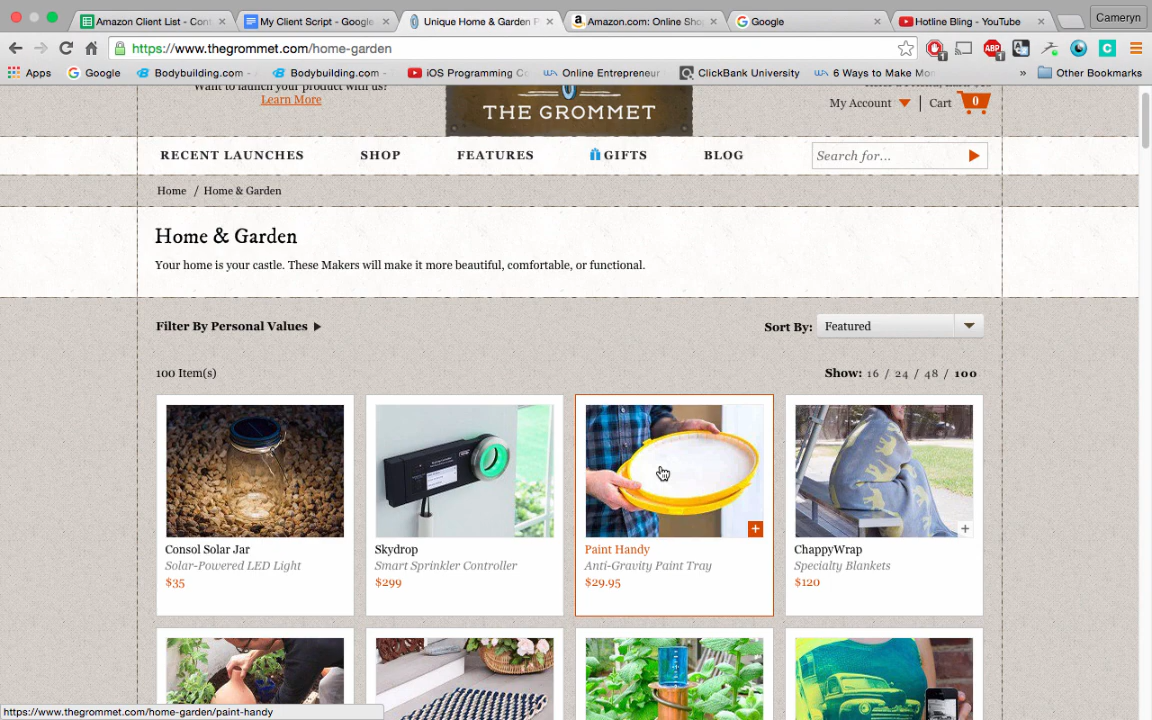 Amazon Client List - Cont
My Client Script - Google
Unique Home & Garden P
Amazon.com: Online Sho
Google
Hotline Bling - YouTube
Cameryn
https://www.thegrommet.com/home-garden
1
ABP
1
Apps
Google
Bodybuilding.com -
Bodybuilding.com -
iOS Programming Co
Online Entrepreneur
ClickBank University
6 Ways to Make Mon
»
Other Bookmarks
Want to launch your product with us?
Learn More
THE GROMMET
My Account
Cart
0
RECENT LAUNCHES
SHOP
FEATURES
GIFTS
BLOG
Search for...
Home / Home & Garden
Home & Garden
Your home is your castle. These Makers will make it more beautiful, comfortable, or functional.
Filter By Personal Values
Sort By: Featured
100 Item(s)
Show: 16 / 24 / 48 / 100
Consol Solar Jar
Solar-Powered LED Light
$35
Skydrop
Smart Sprinkler Controller
$299
Paint Handy
Anti-Gravity Paint Tray
$29.95
ChappyWrap
Specialty Blankets
$120
https://www.thegrommet.com/home-garden/paint-handy